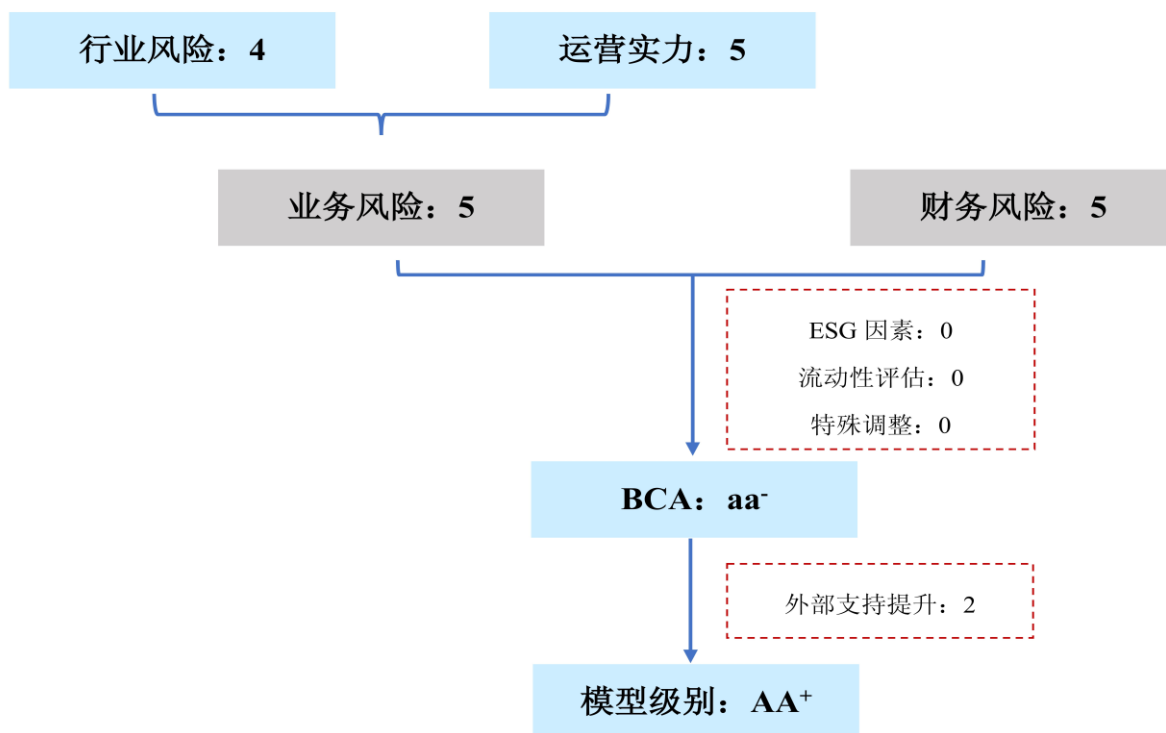 行业风险：4
运营实力：5
业务风险：5
财务风险：5
ESG 因素：0
流动性评估：0
特殊调整：0
BCA：aa⁻
外部支持提升：2
模型级别：AA⁺